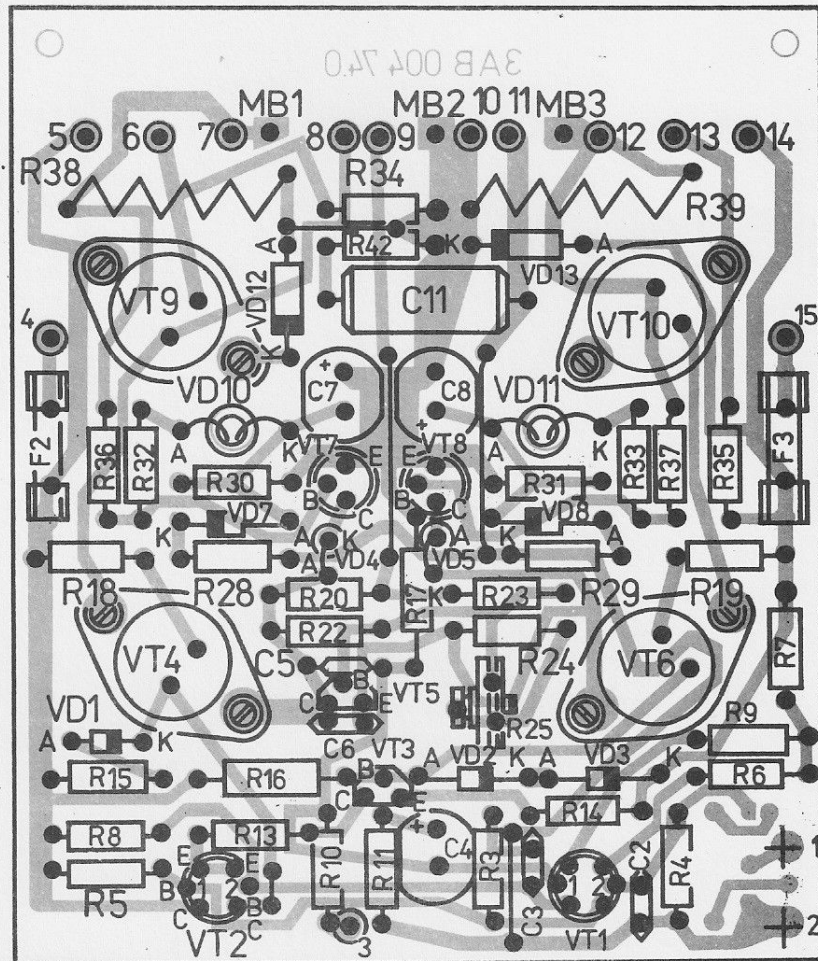 3AB 004 740
MB1 MB2 10 11 MB3
5 6 7 8 9 12 13 14
R38 R34 R39
A R42 K A
VD12 VD13
VT9 C11 VT10
4 K 15
VD10 C7 + C8 + VD11
F2 R36 R32 A K VT7 E VT8 E A K R33 R37 R35 F3
R30 B C B C R31
K VD7 A K VD8 A
A K A
VD4 VD5
R18 R28 R20 R17 K R23 R29 R19
R22 R24 R7
VT4 C5 VT6
B VT5
C E R25
VD1 C6 R9
A K VT3 A VD2 K A VD3 K
R15 R16 B R6
C E R14
R8 R13 + C4 1
R10 R11 R3 C2 R4
R5 E E
B 1 2 B 1 2
C C C3
VT2 3 VT1 2